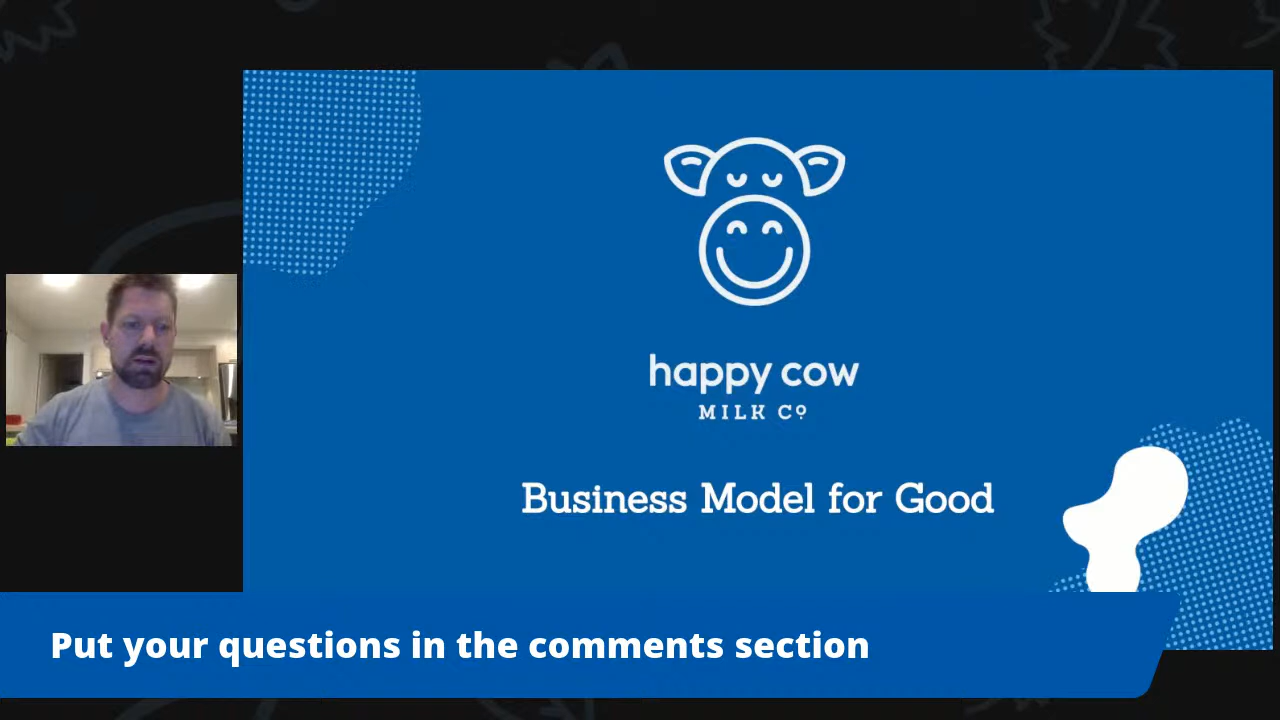 happy cow
MILK Co
Business Model for Good
Put your questions in the comments section